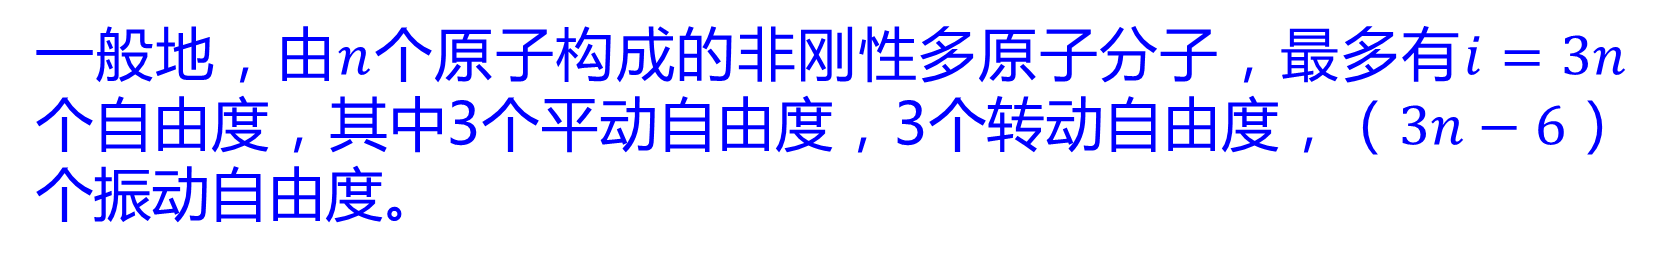 一般地，由n个原子构成的非刚性多原子分子，最多有i = 3n
个自由度，其中3个平动自由度，3个转动自由度，（3n − 6）
个振动自由度。